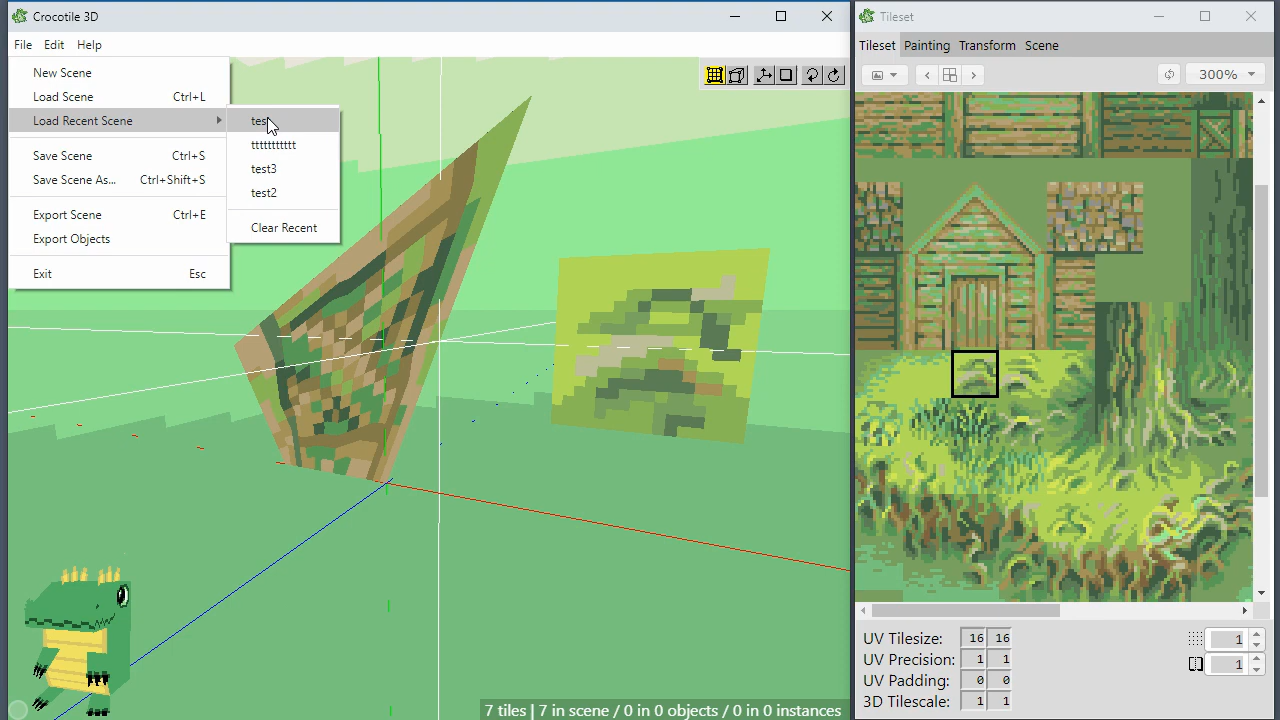 Crocotile 3D
File Edit Help
New Scene
Load Scene Ctrl+L
Load Recent Scene
Save Scene Ctrl+S
Save Scene As... Ctrl+Shift+S
Export Scene Ctrl+E
Export Objects
Exit Esc
ttttttttttt
test3
test2
Clear Recent
7 tiles | 7 in scene / 0 in 0 objects / 0 in 0 instances
Tileset
Tileset Painting Transform Scene
300%
UV Tilesize: 16 16
UV Precision: 1 1
UV Padding: 0 0
3D Tilescale: 1 1
1
1